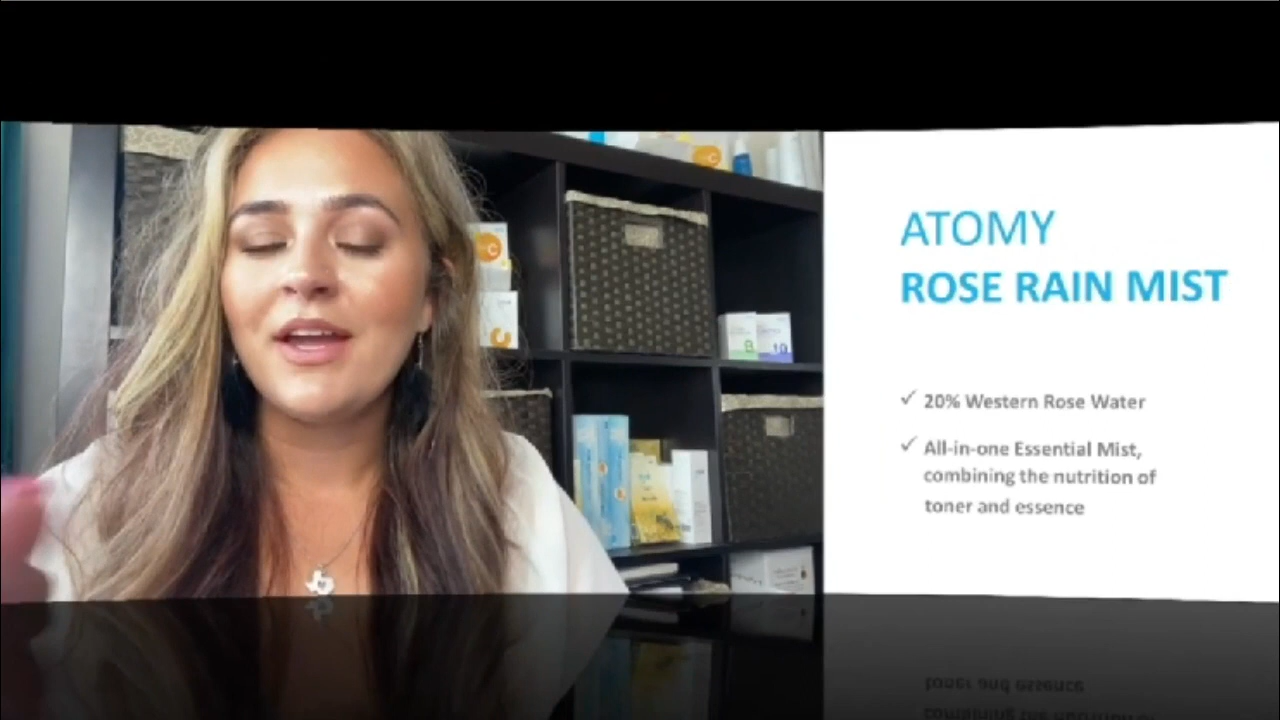 ATOMY
ROSE RAIN MIST
✓ 20% Western Rose Water
✓ All-in-one Essential Mist,
combining the nutrition of
toner and essence
C
B
10